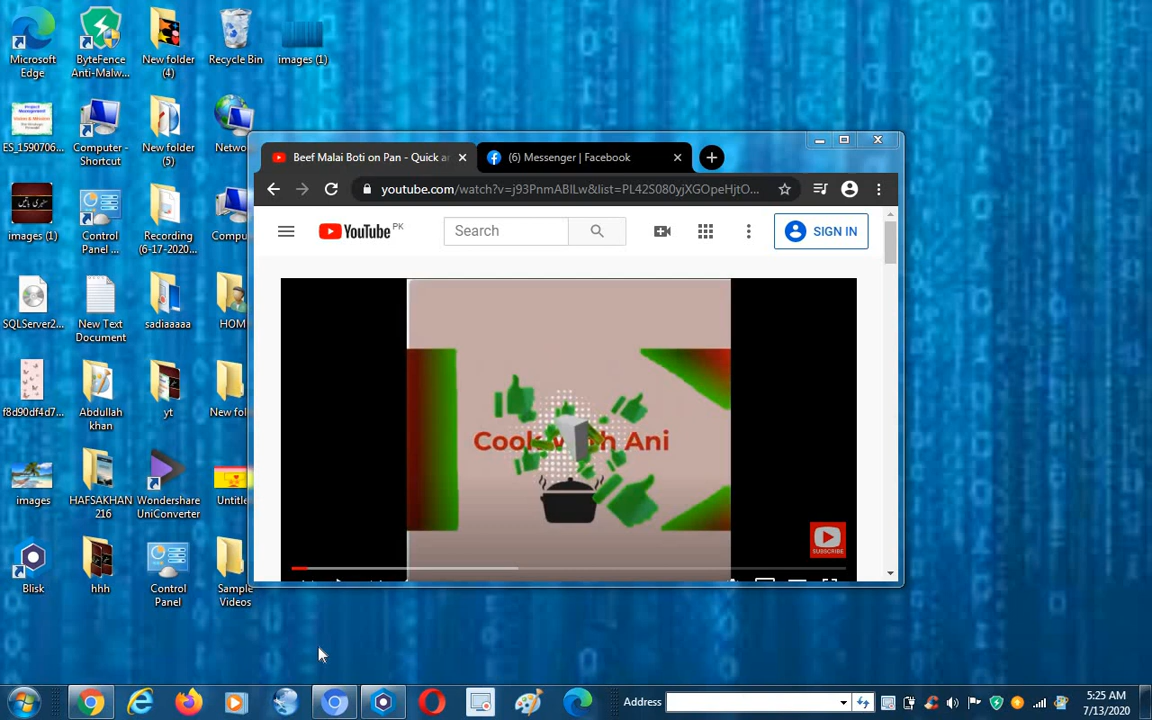 Microsoft Edge
ByteFence Anti-Malw...
New folder (4)
Recycle Bin
images (1)
ES_1590706...
Computer - Shortcut
New folder (5)
Netwo
images (1)
Control Panel ...
Recording (6-17-2020...
Compu
SQLServer2...
New Text Document
sadiaaaaa
HOM
f8d90df4d7...
Abdullah khan
yt
New fol
images
HAFSAKHAN 216
Wondershare UniConverter
Untitle
Blisk
hhh
Control Panel
Sample Videos
Beef Malai Boti on Pan - Quick a
(6) Messenger | Facebook
youtube.com/watch?v=j93PnmABILw&list=PL42S080yjXGOpeHjtO...
YouTube PK
Search
SIGN IN
Ani
SUBSCRIBE
Address
5:25 AM
7/13/2020